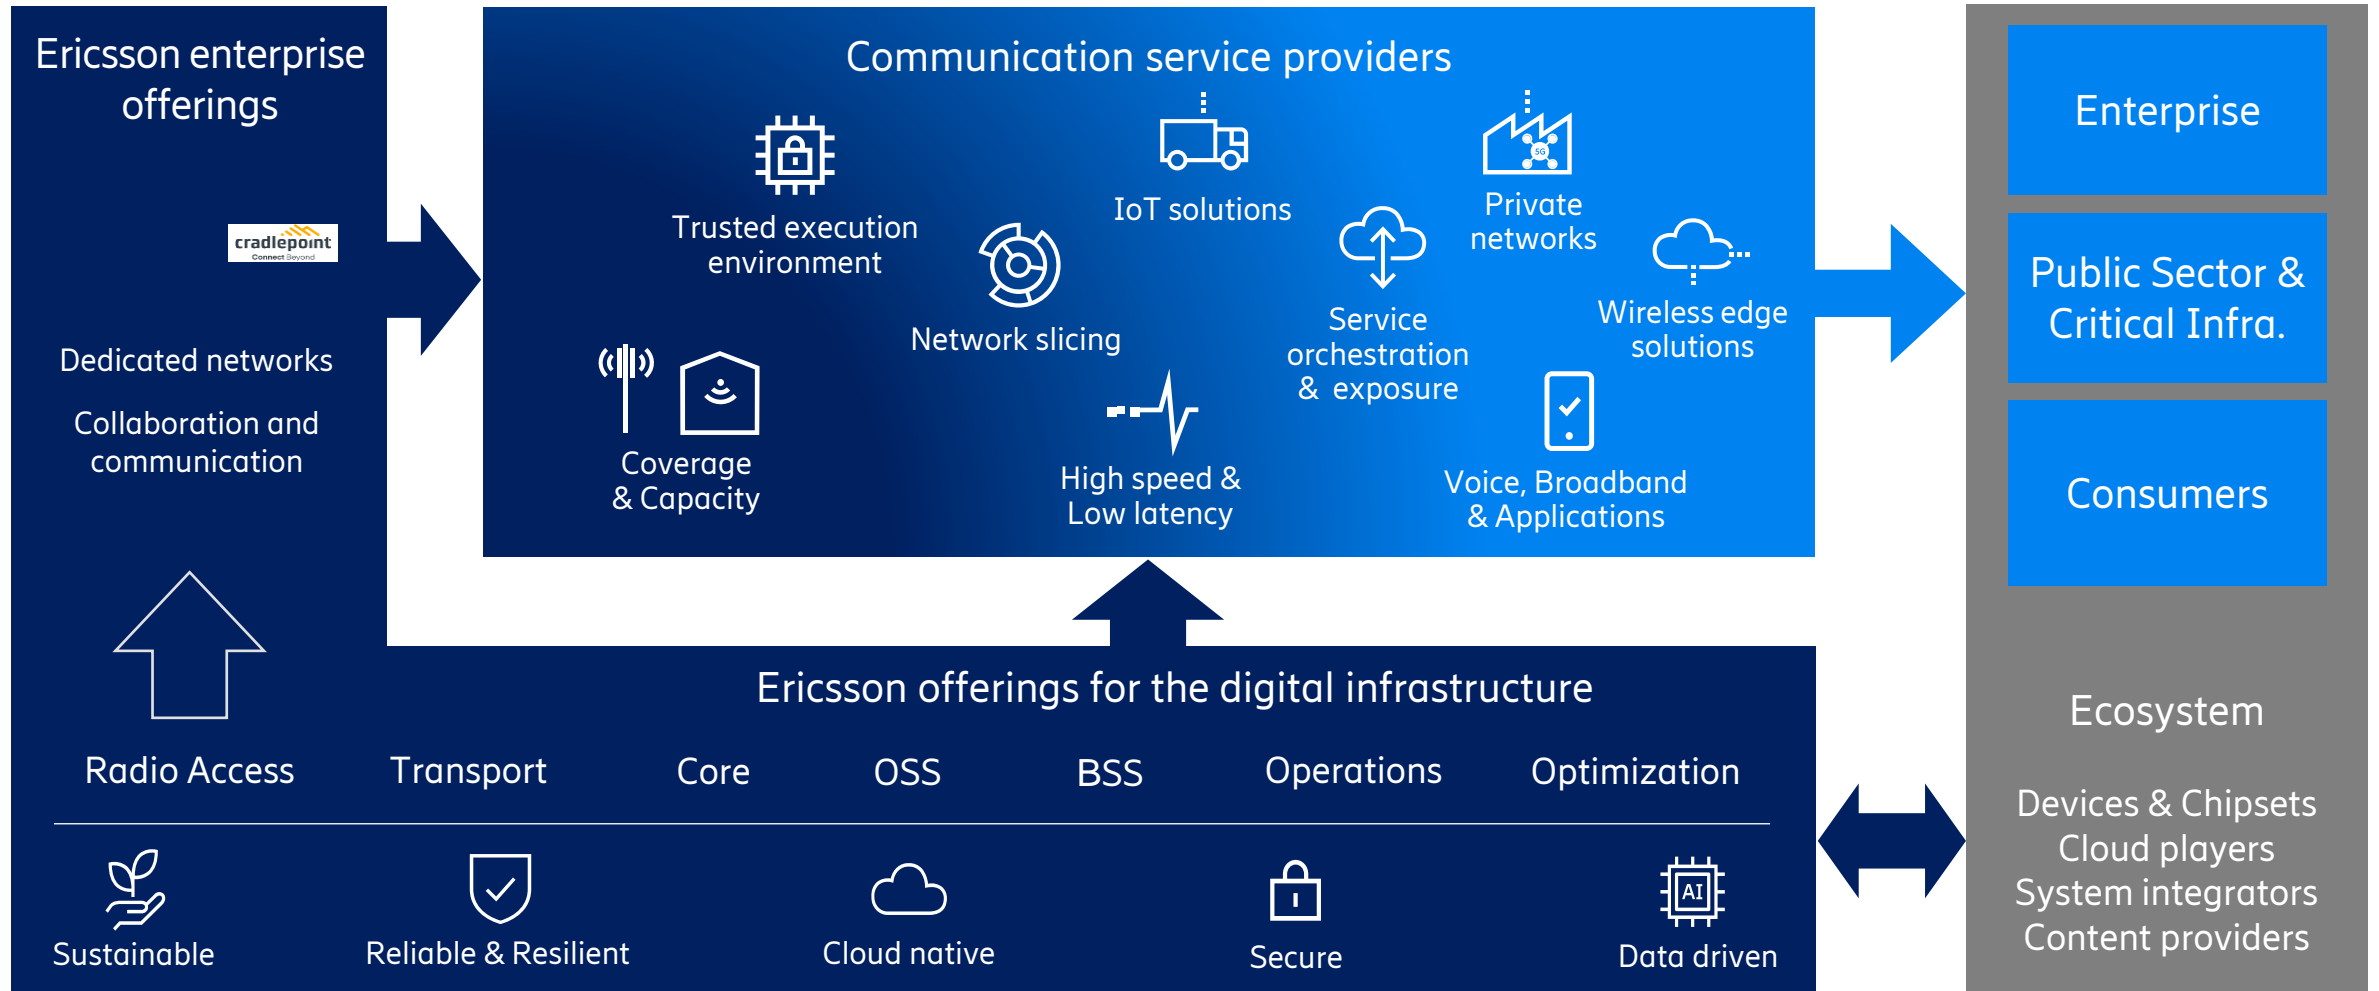 Ericsson enterprise
offerings
cradlepoint
Connect Beyond
Dedicated networks
Collaboration and
communication
Communication service providers
Trusted execution
environment
IoT solutions
5G
Private
networks
Network slicing
Service
orchestration
& exposure
Wireless edge
solutions
Coverage
& Capacity
High speed &
Low latency
Voice, Broadband
& Applications
Enterprise
Public Sector &
Critical Infra.
Consumers
Ericsson offerings for the digital infrastructure
Radio Access
Transport
Core
OSS
BSS
Operations
Optimization
Sustainable
Reliable & Resilient
Cloud native
Secure
AI
Data driven
Ecosystem
Devices & Chipsets
Cloud players
System integrators
Content providers